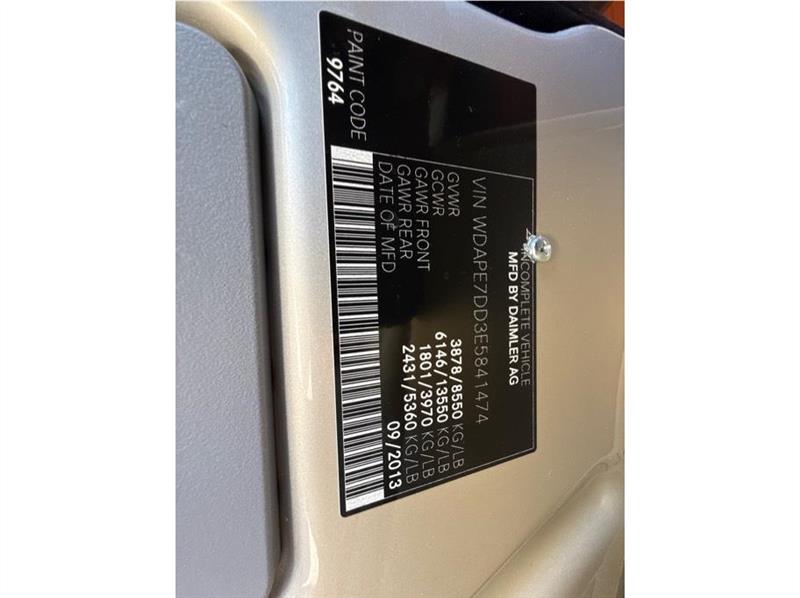 INCOMPLETE VEHICLE
MFD BY DAIMLER AG
VIN WDAPE7DD3E5841474
GVWR 3878/8550 KG/LB
GCWR 6146/13550 KG/LB
GAWR FRONT 1801/3970 KG/LB
GAWR REAR 2431/5360 KG/LB
DATE OF MFD 09/2013
PAINT CODE
9764